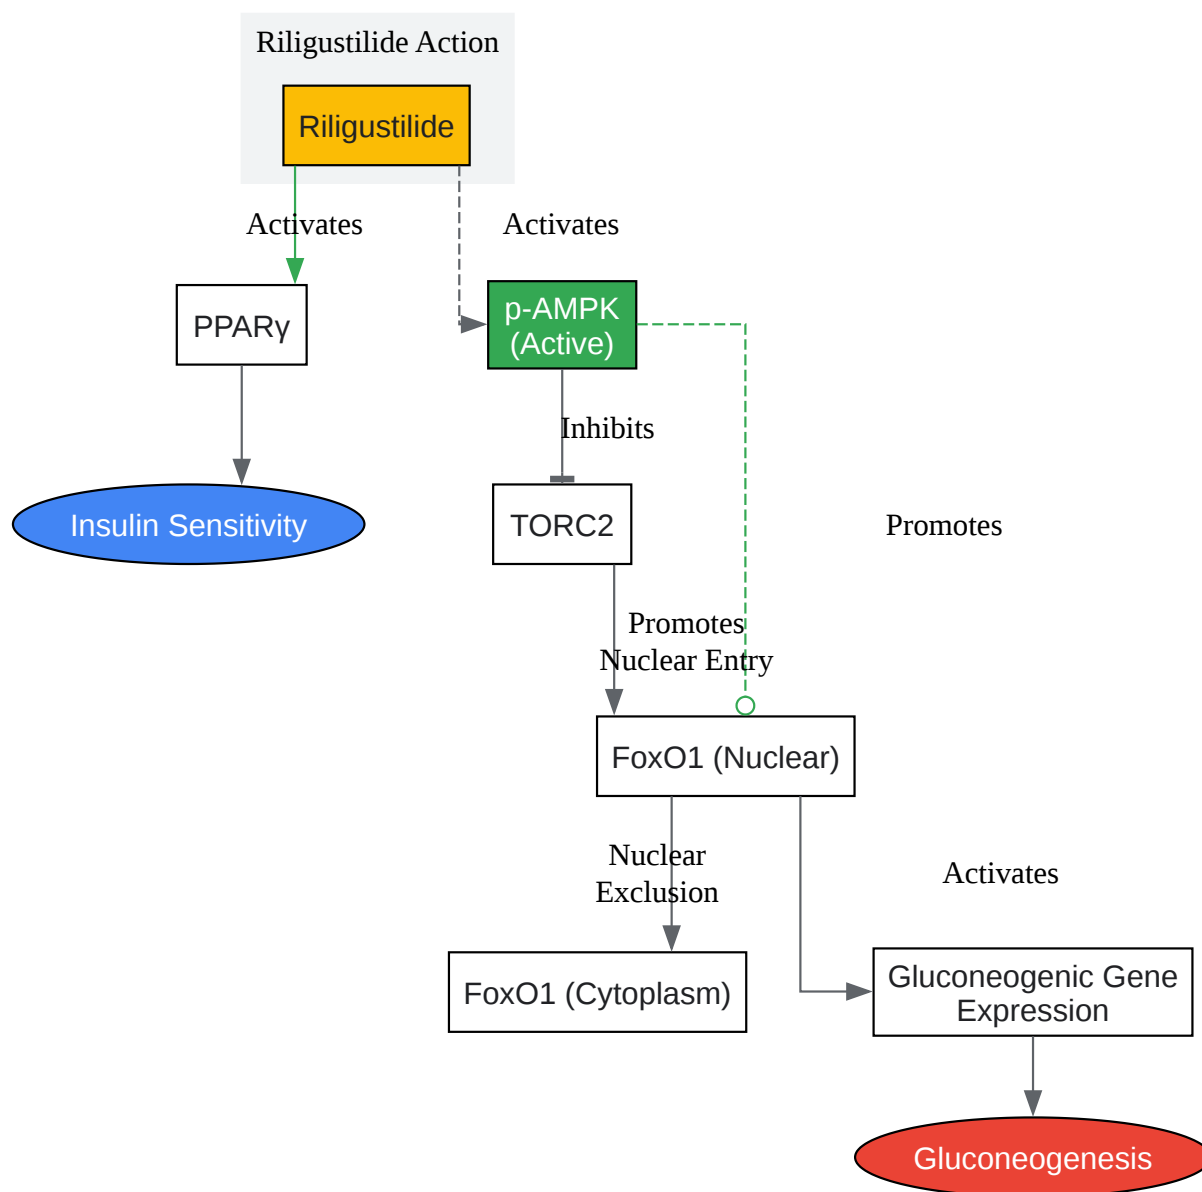 Riligustilide Action
Riligustilide
Activates
Activates
PPARγ
p-AMPK
(Active)
Inhibits
Insulin Sensitivity
TORC2
Promotes
Promotes
Nuclear Entry
FoxO1 (Nuclear)
Nuclear
Exclusion
Activates
FoxO1 (Cytoplasm)
Gluconeogenic Gene
Expression
Gluconeogenesis